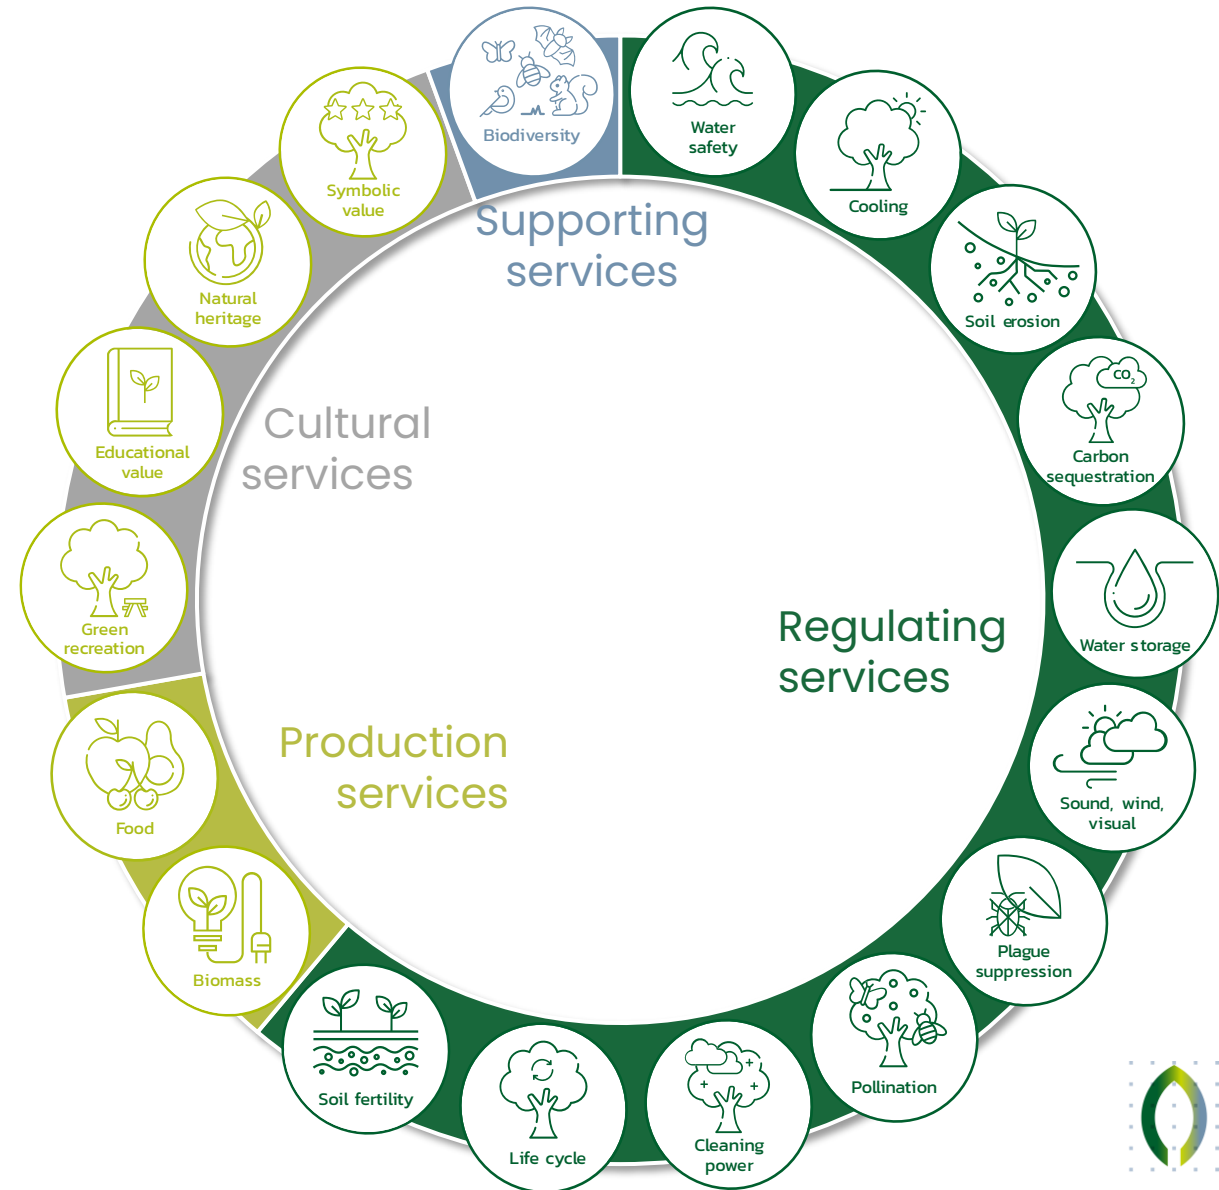 Biodiversity
Water
safety
Cooling
Soil erosion
CO₂
Carbon
sequestration
Water storage
Sound, wind,
visual
Plague
suppression
Pollination
Cleaning
power
Life cycle
Soil fertility
Biomass
Food
Green
recreation
Educational
value
Natural
heritage
Symbolic
value
Supporting
services
Cultural
services
Regulating
services
Production
services